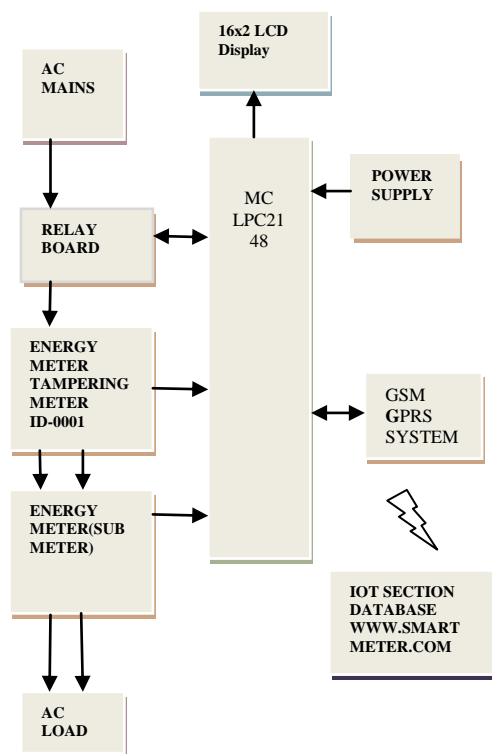 16x2 LCD
Display
AC
MAINS
MC
LPC21
48
POWER
SUPPLY
RELAY
BOARD
ENERGY
METER
TAMPERING
METER
ID-0001
GSM
GPRS
SYSTEM
ENERGY
METER(SUB
METER)
IOT SECTION
DATABASE
WWW.SMART
METER.COM
AC
LOAD